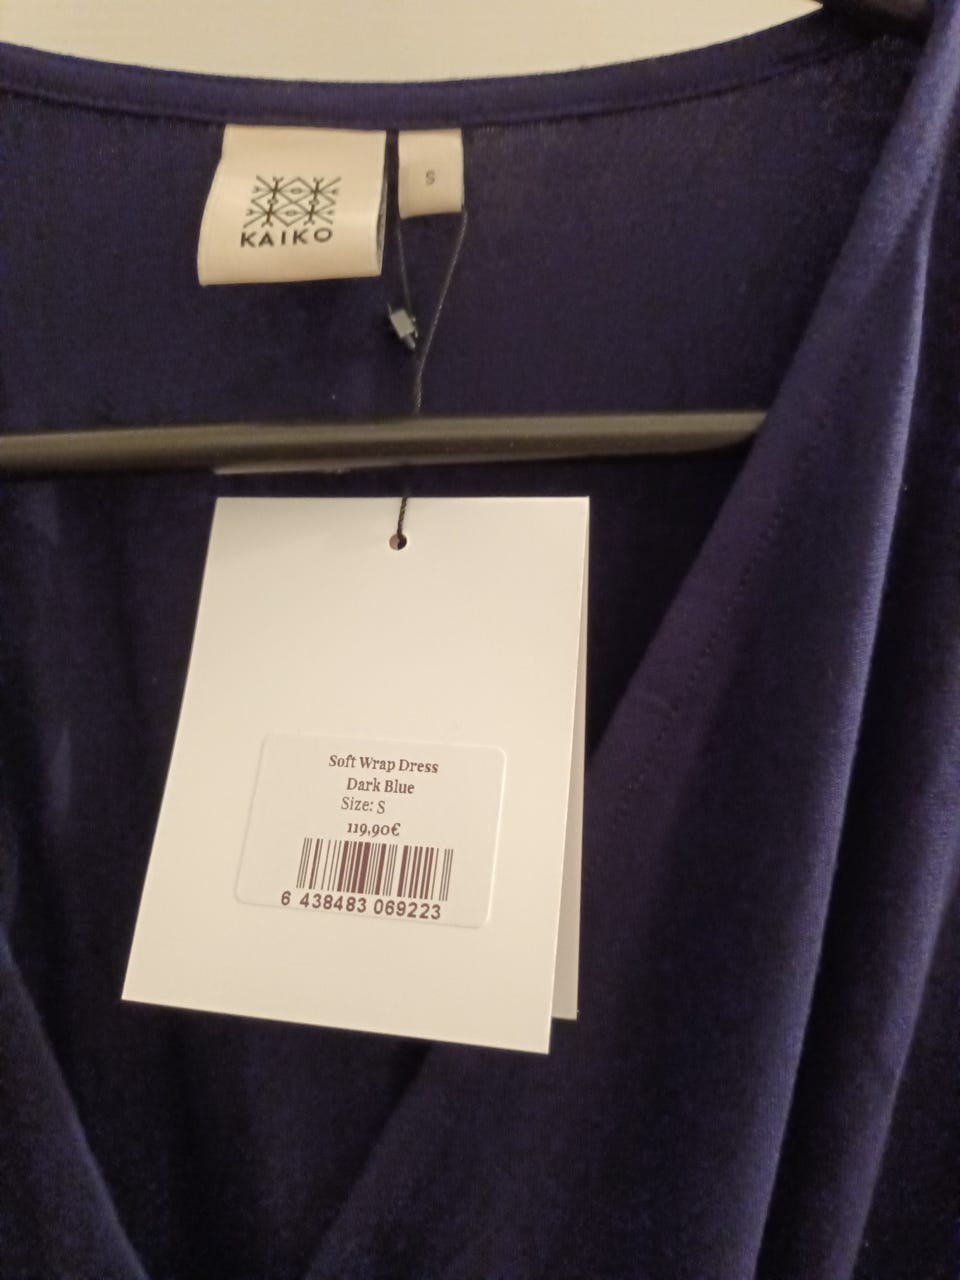 KAIKO
S
Soft Wrap Dress
Dark Blue
Size: S
119,90€
6 438483 069223